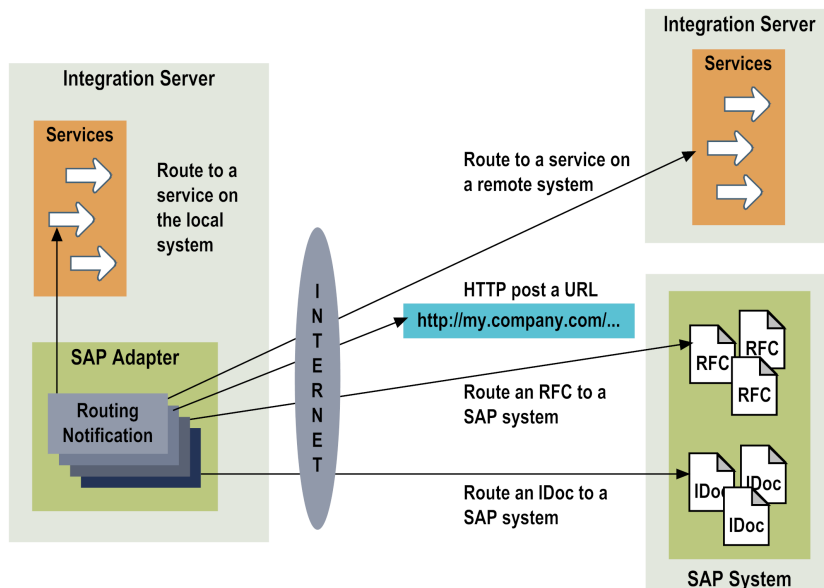 Integration Server
Services
Route to a
service on
the local
system
SAP Adapter
Routing
Notification
INTERNET
Route to a service on
a remote system
HTTP post a URL
http://my.company.com/...
Route an RFC to a
SAP system
Route an IDoc to a
SAP system
Integration Server
Services
RFC
RFC
RFC
IDoc
IDoc
IDoc
SAP System